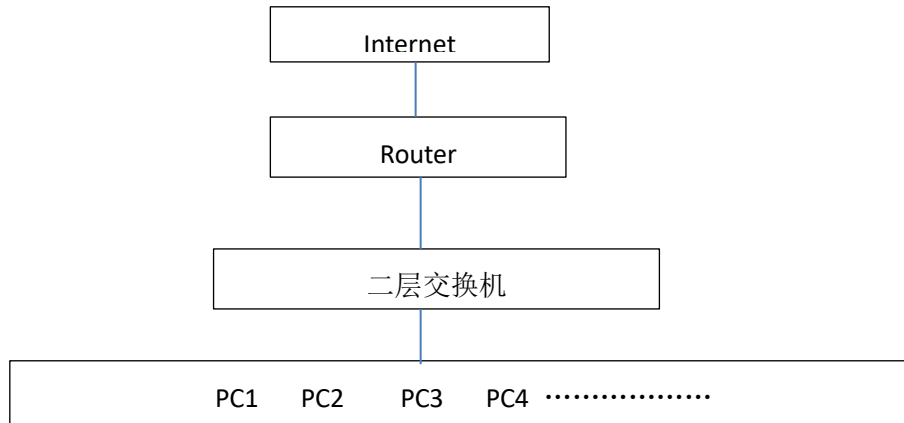 Internet
Router
二层交换机
PC1 PC2 PC3 PC4 ………………